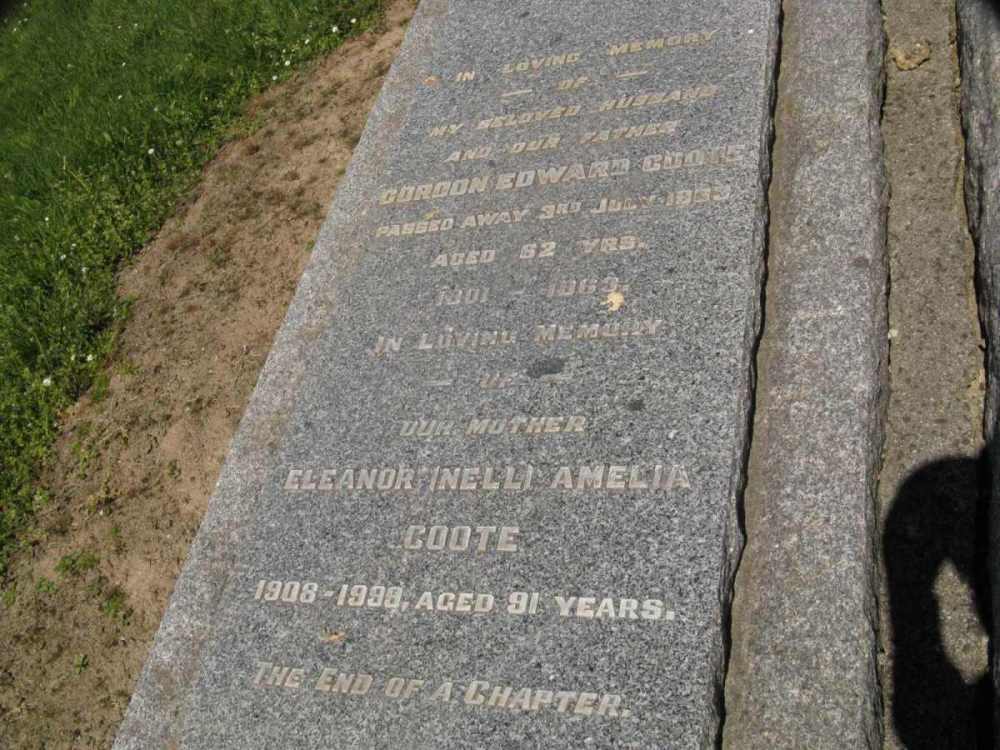 IN LOVING MEMORY
— OF —
MY BELOVED HUSBAND
AND OUR FATHER
GORDON EDWARD COOTE
PASSED AWAY 3RD JULY 1963
AGED 62 YRS.
1901 - 1963
IN LOVING MEMORY
— OF —
OUR MOTHER
ELEANOR (NELL) AMELIA
COOTE
1908-1999, AGED 91 YEARS.
THE END OF A CHAPTER.